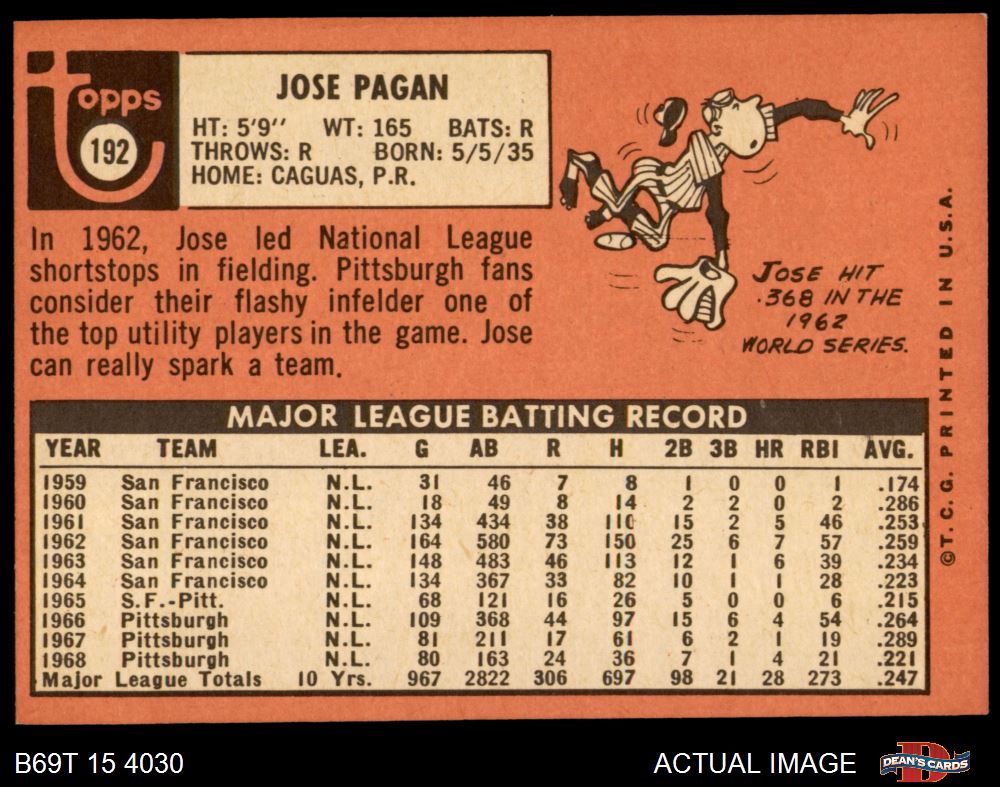 topps
192
JOSE PAGAN
HT: 5'9'' WT: 165 BATS: R
THROWS: R BORN: 5/5/35
HOME: CAGUAS, P.R.
In 1962, Jose led National League
shortstops in fielding. Pittsburgh fans
consider their flashy infelder one of
the top utility players in the game. Jose
can really spark a team.
JOSE HIT
.368 IN THE
1962
WORLD SERIES.
©T.C.G. PRINTED IN U.S.A.
MAJOR LEAGUE BATTING RECORD
YEAR TEAM LEA. G AB R H 2B 3B HR RBI AVG.
1959 San Francisco N.L. 31 46 7 8 1 0 0 1 .174
1960 San Francisco N.L. 18 49 8 14 2 2 0 2 .286
1961 San Francisco N.L. 134 434 38 110 15 2 5 46 .253
1962 San Francisco N.L. 164 580 73 150 25 6 7 57 .259
1963 San Francisco N.L. 148 483 46 113 12 1 6 39 .234
1964 San Francisco N.L. 134 367 33 82 10 1 1 28 .223
1965 S.F.-Pitt. N.L. 68 121 16 26 5 0 0 6 .215
1966 Pittsburgh N.L. 109 368 44 97 15 6 4 54 .264
1967 Pittsburgh N.L. 81 211 17 61 6 2 1 19 .289
1968 Pittsburgh N.L. 80 163 24 36 7 1 4 21 .221
Major League Totals 10 Yrs. 967 2822 306 697 98 21 28 273 .247
B69T 15 4030
ACTUAL IMAGE
DEAN'S CARDS